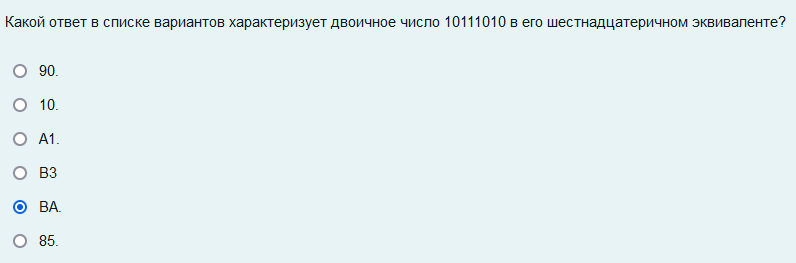 Какой ответ в списке вариантов характеризует двоичное число 10111010 в его шестнадцатеричном эквиваленте?
90.
10.
A1.
B3
BA.
85.